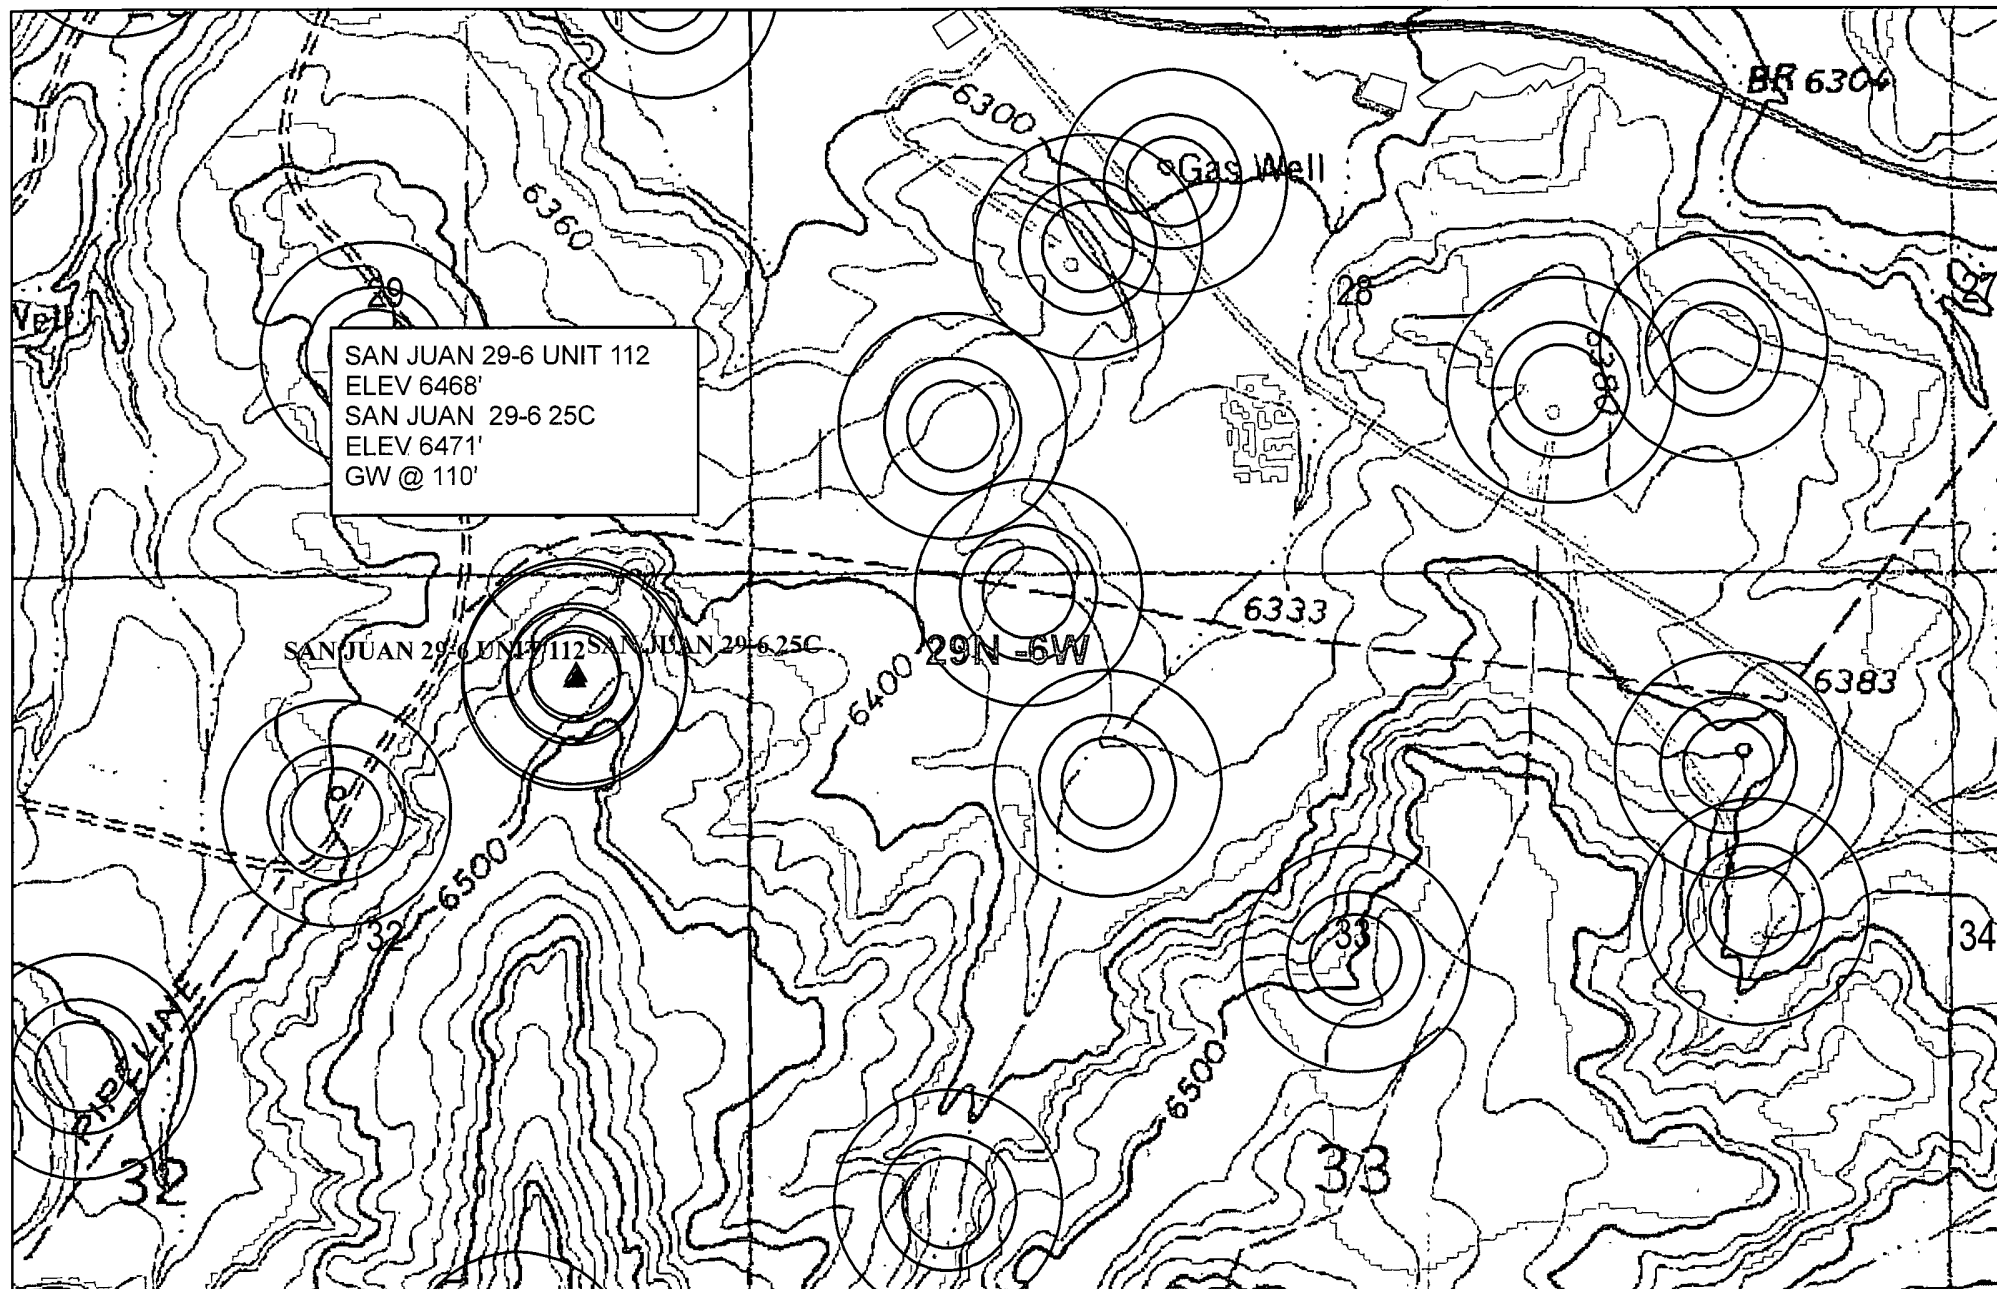 BR 6304
6300
Gas Well
6360
29
28
27
Well
SAN JUAN 29-6 UNIT 112
ELEV 6468'
SAN JUAN 29-6 25C
ELEV 6471'
GW @ 110'
6380
6333
SAN JUAN 29-6 UNIT 112 SAN JUAN 29-6 25C
29N -6W
6383
6400
6500
32
33
34
PIPELINE
6500
32
33